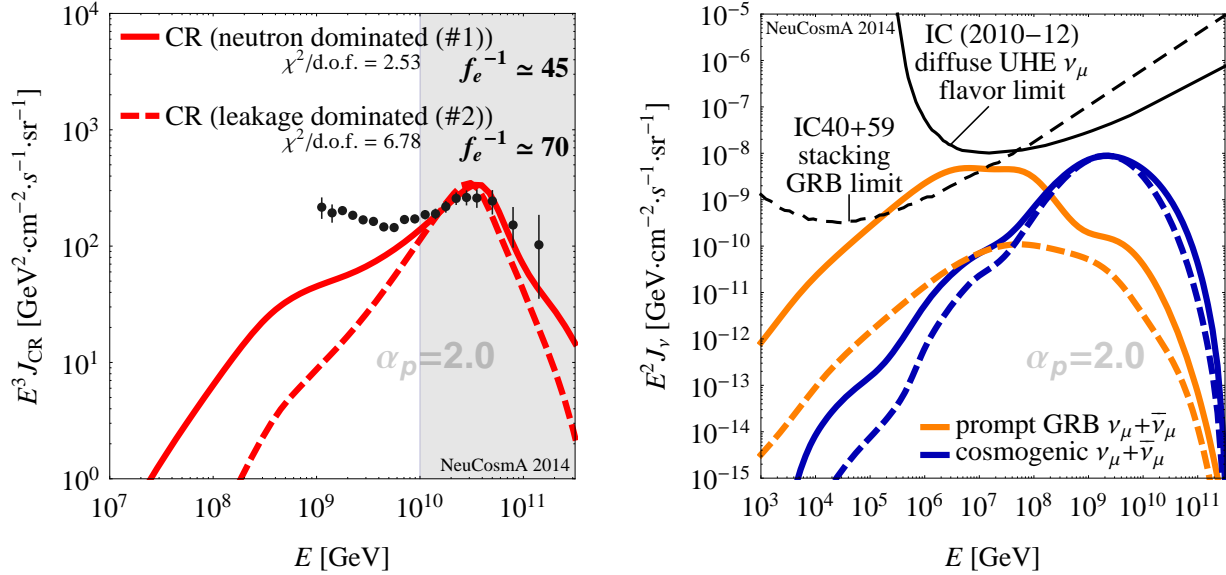 CR (neutron dominated (#1))
χ²/d.o.f. = 2.53
f_e⁻¹ ≃ 45
CR (leakage dominated (#2))
χ²/d.o.f. = 6.78
f_e⁻¹ ≃ 70
α_p=2.0
NeuCosmA 2014
10⁴
10³
10²
10¹
10⁰
E³ J_CR [GeV²·cm⁻²·s⁻¹·sr⁻¹]
10⁷ 10⁸ 10⁹ 10¹⁰ 10¹¹
E [GeV]
NeuCosmA 2014
IC (2010−12)
diffuse UHE ν_μ
flavor limit
IC40+59
stacking
GRB limit
α_p=2.0
prompt GRB ν_μ+ν̅_μ
cosmogenic ν_μ+ν̅_μ
10⁻⁵
10⁻⁶
10⁻⁷
10⁻⁸
10⁻⁹
10⁻¹⁰
10⁻¹¹
10⁻¹²
10⁻¹³
10⁻¹⁴
10⁻¹⁵
E² J_ν [GeV·cm⁻²·s⁻¹·sr⁻¹]
10³ 10⁴ 10⁵ 10⁶ 10⁷ 10⁸ 10⁹ 10¹⁰ 10¹¹
E [GeV]